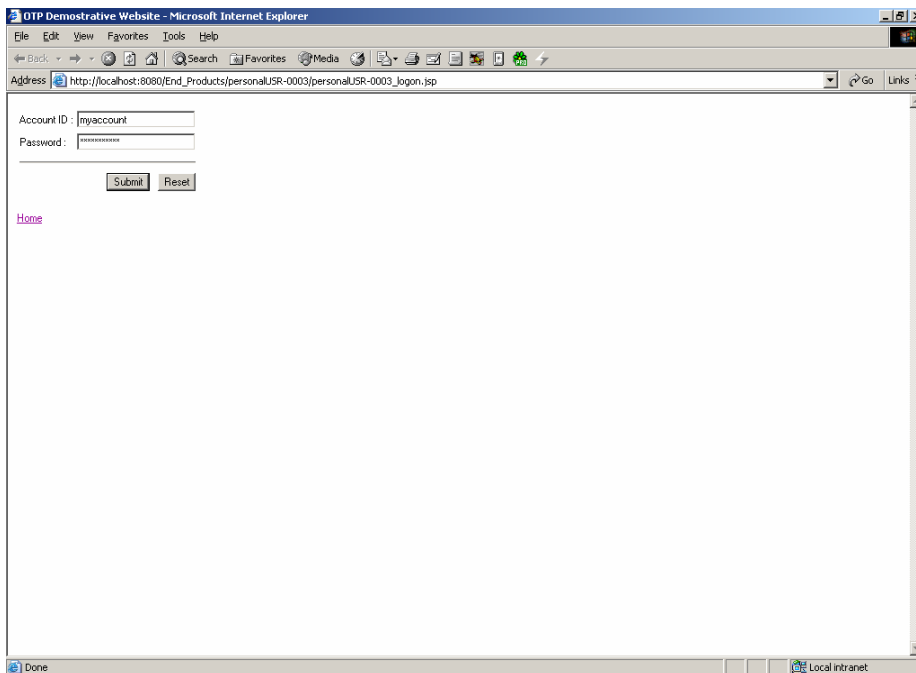 OTP Demostrative Website - Microsoft Internet Explorer
File Edit View Favorites Tools Help
Back Search Favorites Media
Address http://localhost:8080/End_Products/personalUSR-0003/personalUSR-0003_logon.jsp Go Links
Account ID : myaccount
Password : ***********
Submit Reset
Home
Done Local intranet